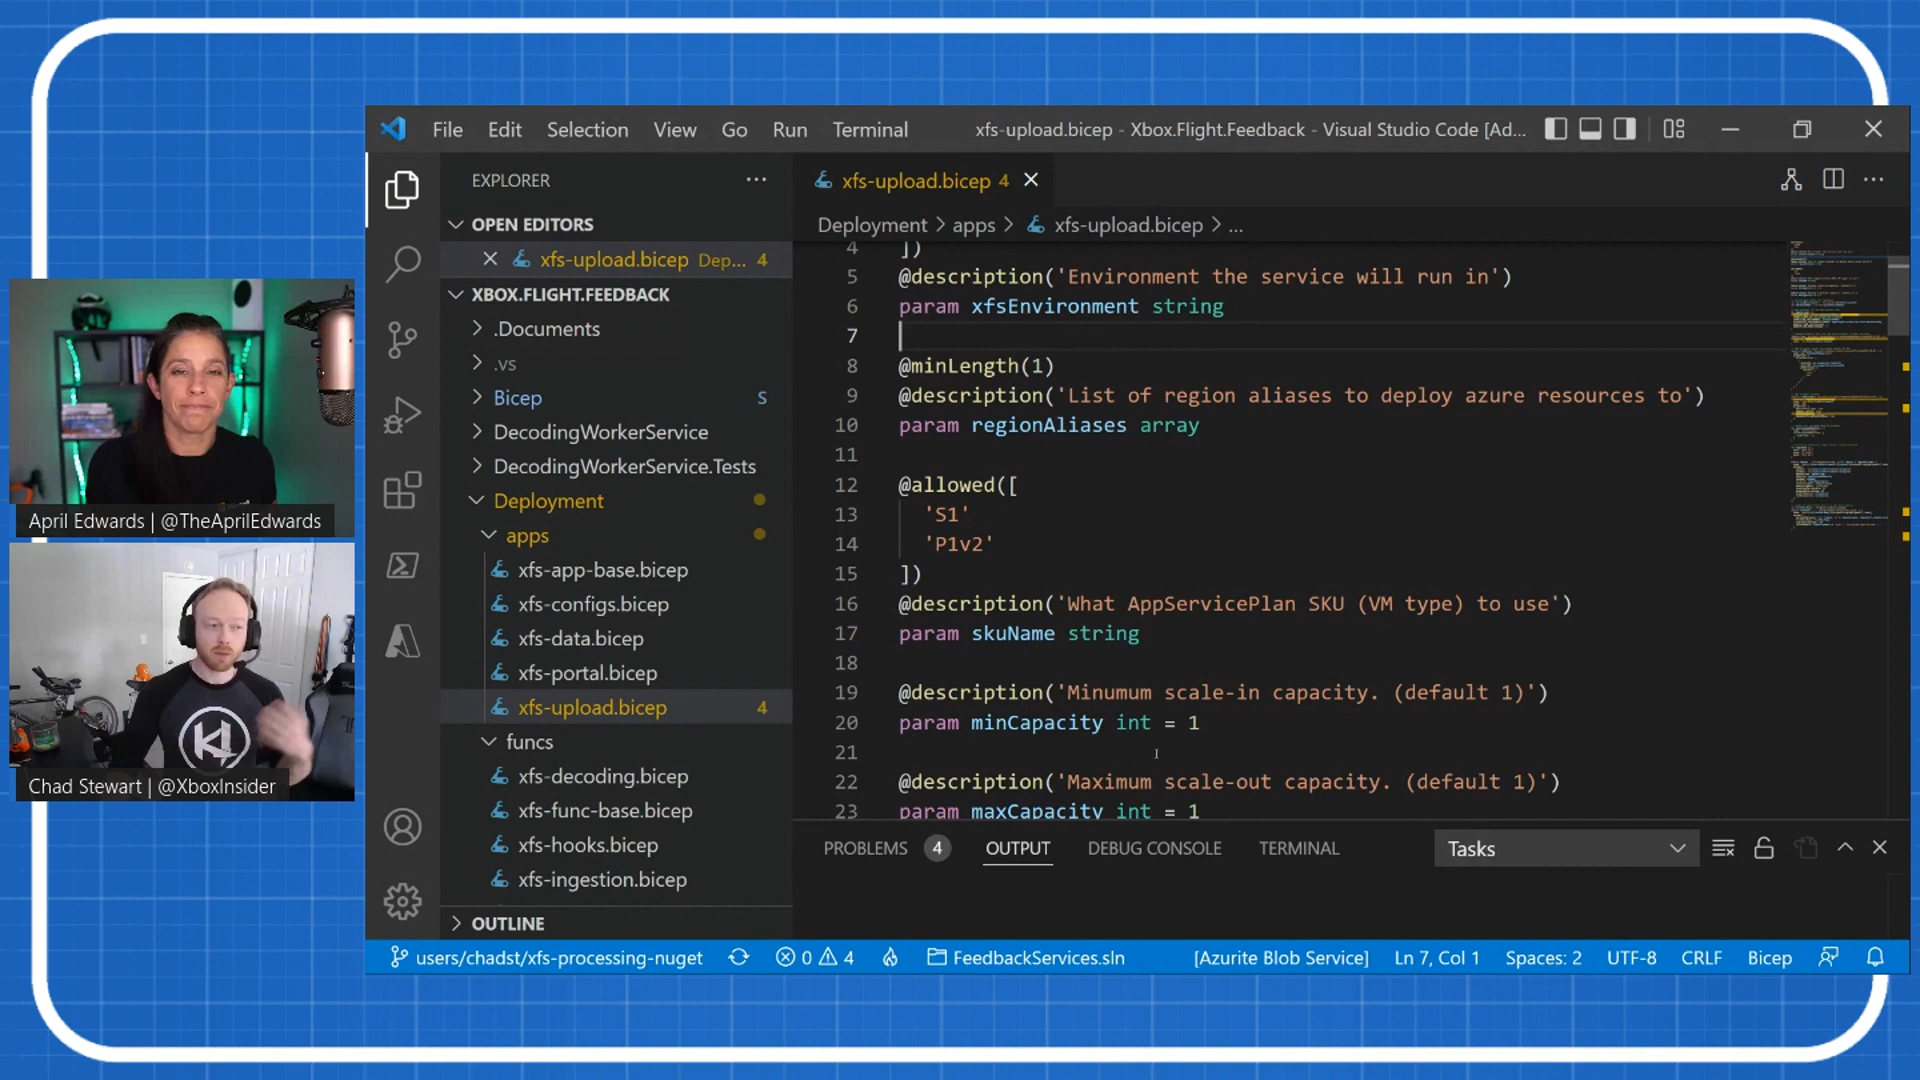 File Edit Selection View Go Run Terminal
xfs-upload.bicep - Xbox.Flight.Feedback - Visual Studio Code [Ad...
EXPLORER
OPEN EDITORS
xfs-upload.bicep Dep... 4
XBOX.FLIGHT.FEEDBACK
.Documents
.vs
Bicep S
DecodingWorkerService
DecodingWorkerService.Tests
Deployment
apps
xfs-app-base.bicep
xfs-configs.bicep
xfs-data.bicep
xfs-portal.bicep
xfs-upload.bicep 4
funcs
xfs-decoding.bicep
xfs-func-base.bicep
xfs-hooks.bicep
xfs-ingestion.bicep
OUTLINE
xfs-upload.bicep 4
Deployment > apps > xfs-upload.bicep > ...
4 ])
5 @description('Environment the service will run in')
6 param xfsEnvironment string
7
8 @minLength(1)
9 @description('List of region aliases to deploy azure resources to')
10 param regionAliases array
11
12 @allowed([
13 'S1'
14 'P1v2'
15 ])
16 @description('What AppServicePlan SKU (VM type) to use')
17 param skuName string
18
19 @description('Minumum scale-in capacity. (default 1)')
20 param minCapacity int = 1
21
22 @description('Maximum scale-out capacity. (default 1)')
23 param maxCapacity int = 1
PROBLEMS 4 OUTPUT DEBUG CONSOLE TERMINAL Tasks
users/chadst/xfs-processing-nuget 0 4 FeedbackServices.sln [Azurite Blob Service] Ln 7, Col 1 Spaces: 2 UTF-8 CRLF Bicep
April Edwards | @TheAprilEdwards
Chad Stewart | @XboxInsider